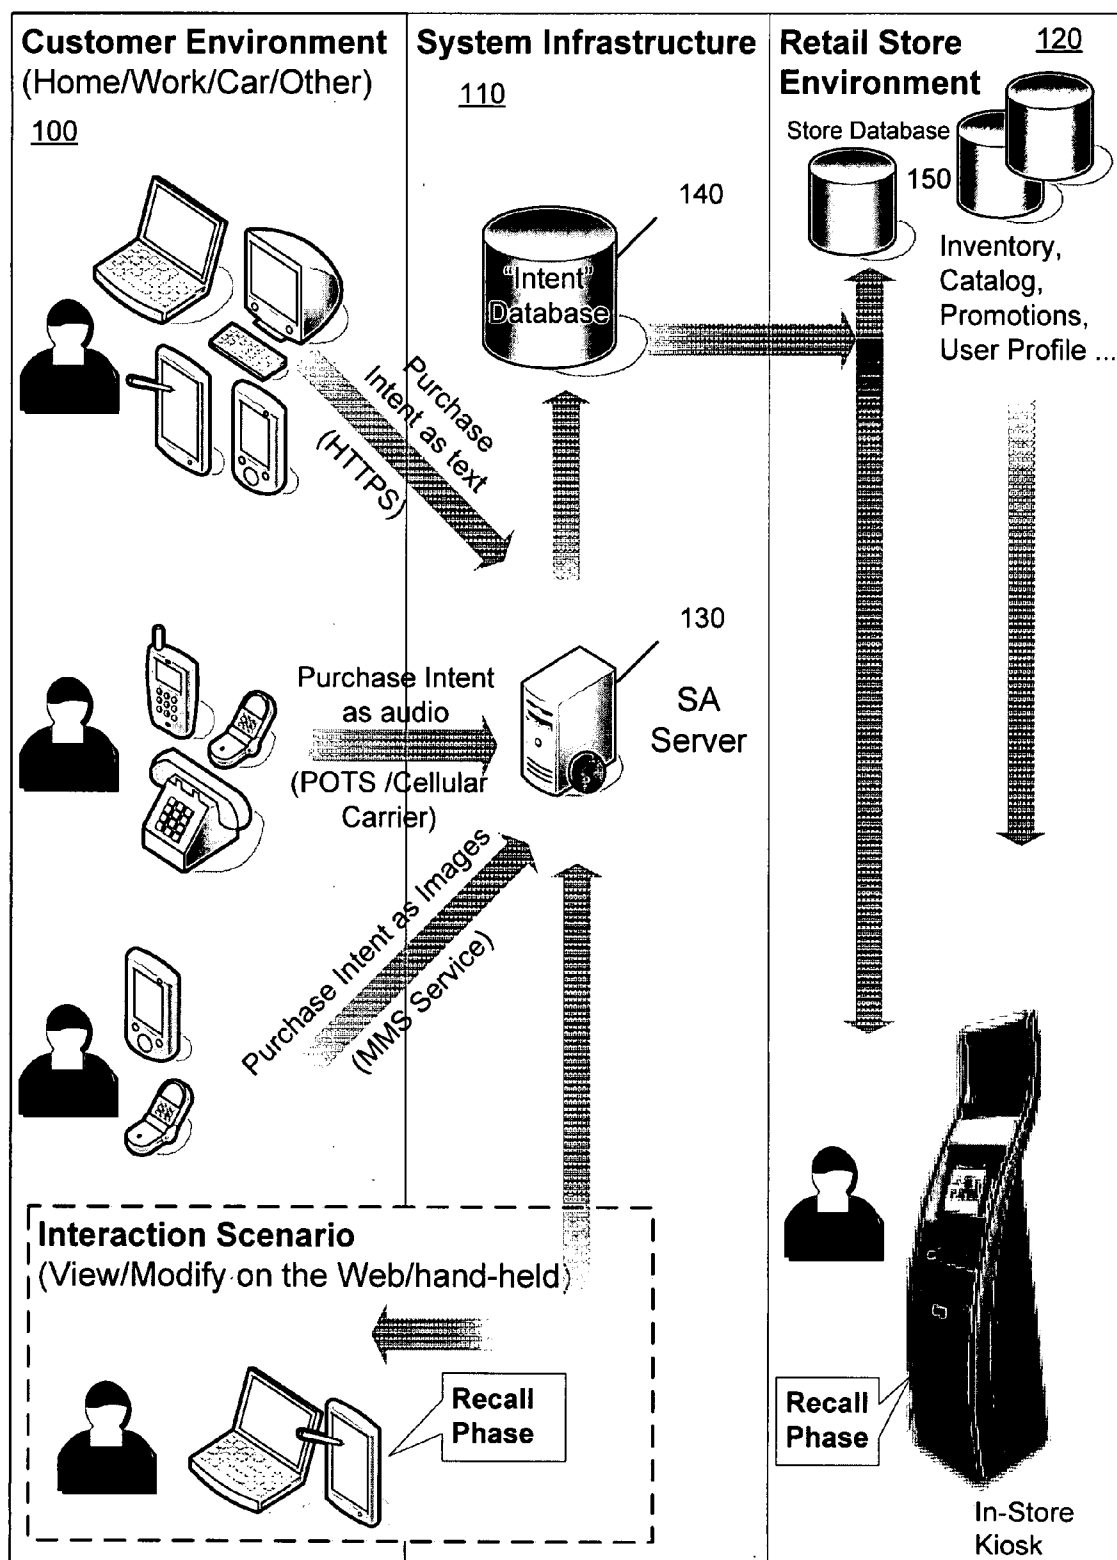 Customer Environment
(Home/Work/Car/Other)
100
System Infrastructure
110
Retail Store
Environment
120
Store Database
150
Inventory,
Catalog,
Promotions,
User Profile ...
140
"Intent"
Database
Purchase
Intent as text
(HTTPS)
130
SA
Server
Purchase Intent
as audio
(POTS /Cellular
Carrier)
Purchase Intent as Images
(MMS Service)
Interaction Scenario
(View/Modify on the Web/hand-held)
Recall
Phase
Recall
Phase
In-Store
Kiosk